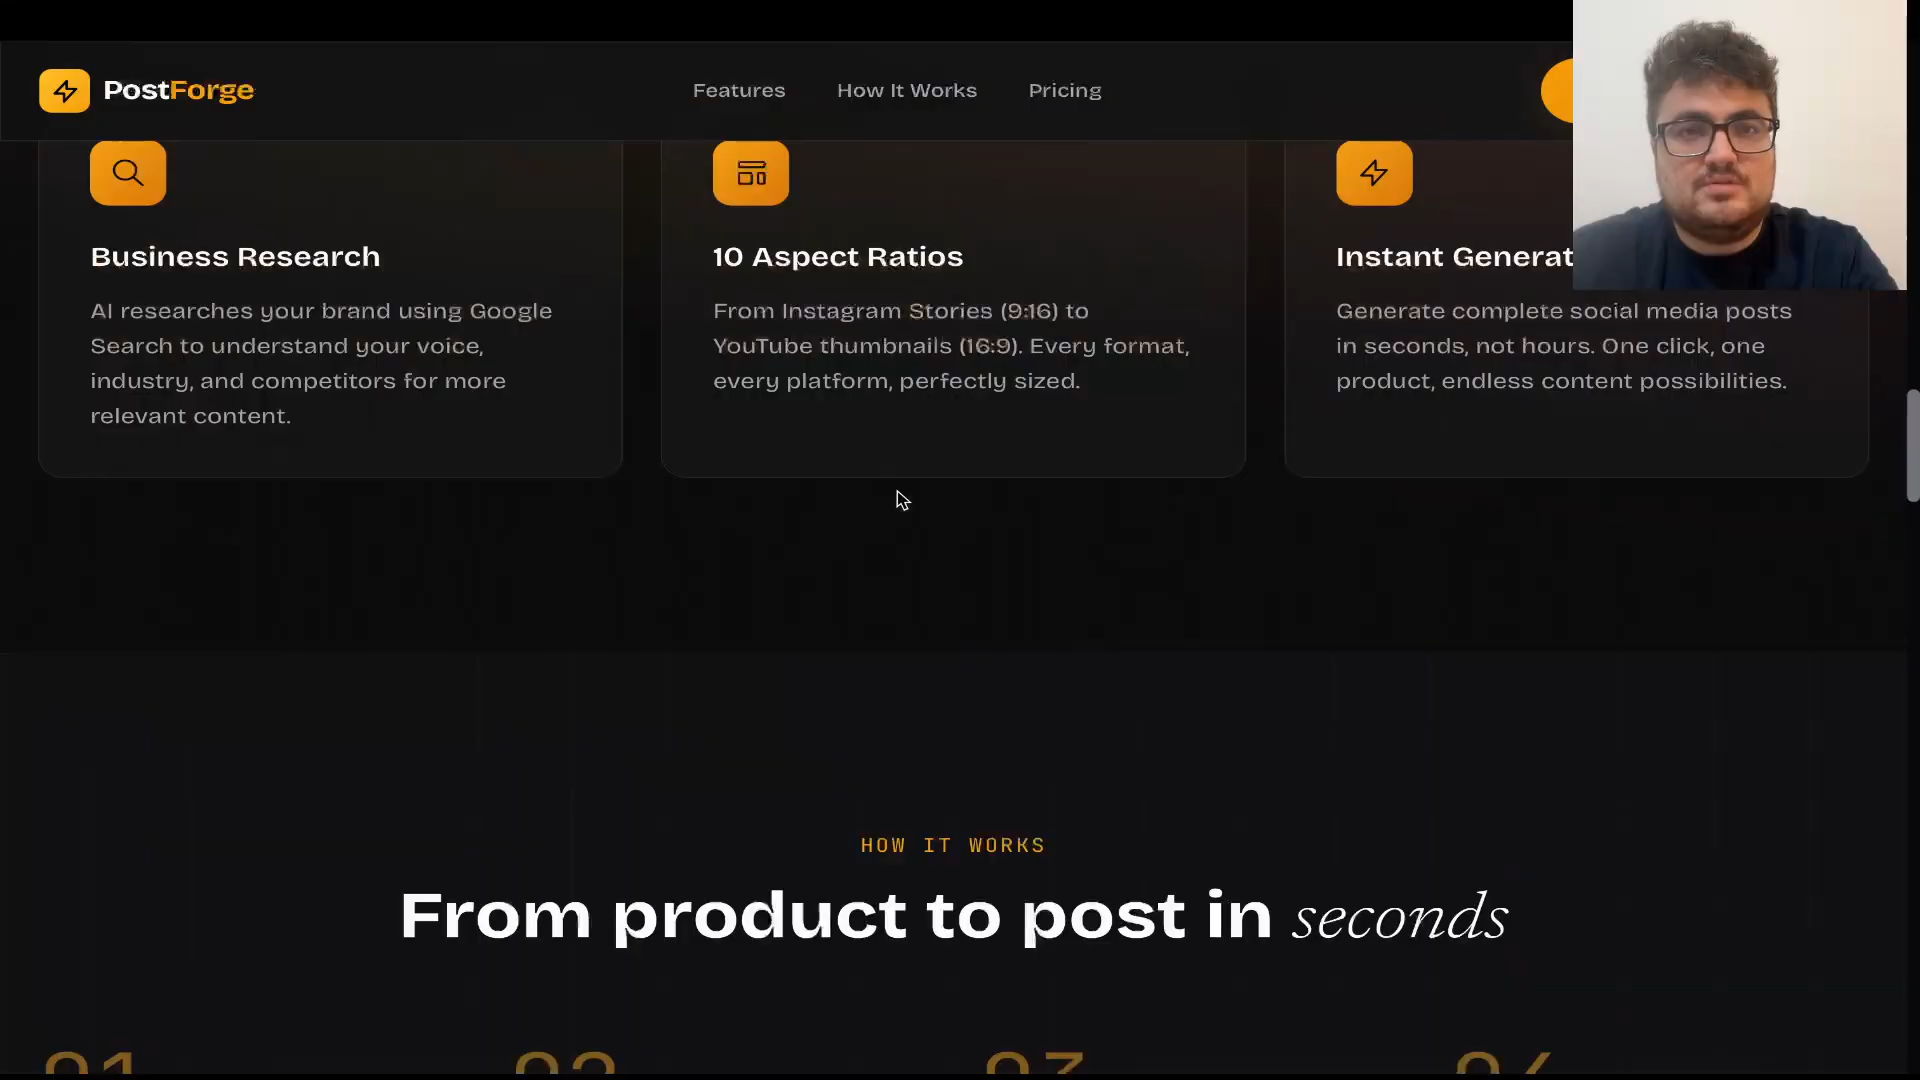 PostForge
Features
How It Works
Pricing
Business Research
AI researches your brand using Google
Search to understand your voice,
industry, and competitors for more
relevant content.
10 Aspect Ratios
From Instagram Stories (9:16) to
YouTube thumbnails (16:9). Every format,
every platform, perfectly sized.
Instant Generat
Generate complete social media posts
in seconds, not hours. One click, one
product, endless content possibilities.
HOW IT WORKS
From product to post in seconds